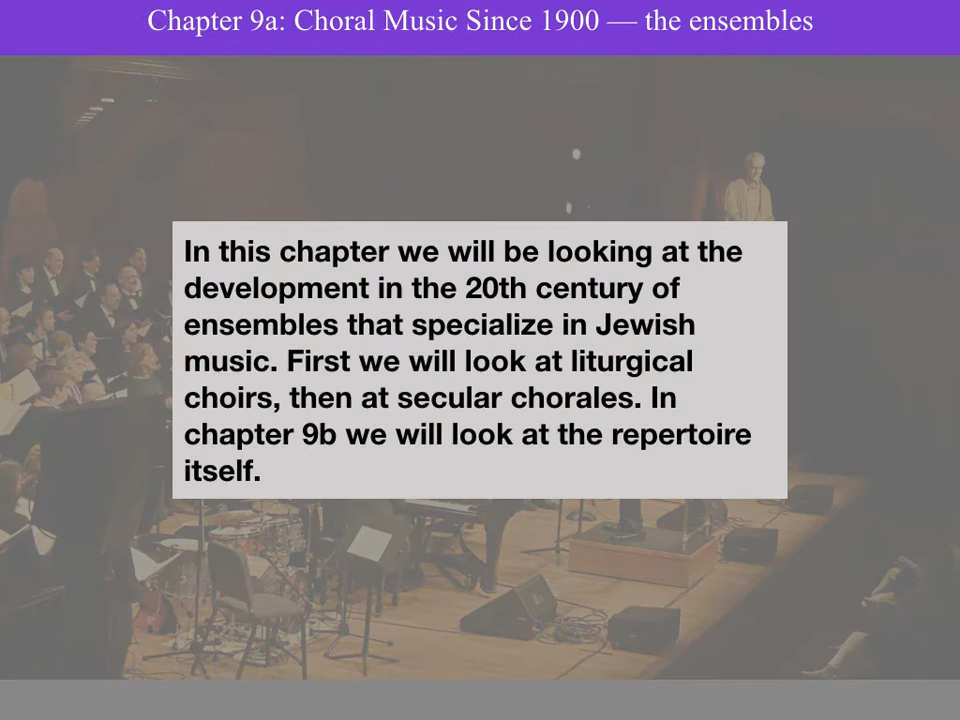 Chapter 9a: Choral Music Since 1900 — the ensembles
In this chapter we will be looking at the
development in the 20th century of
ensembles that specialize in Jewish
music. First we will look at liturgical
choirs, then at secular chorales. In
chapter 9b we will look at the repertoire
itself.